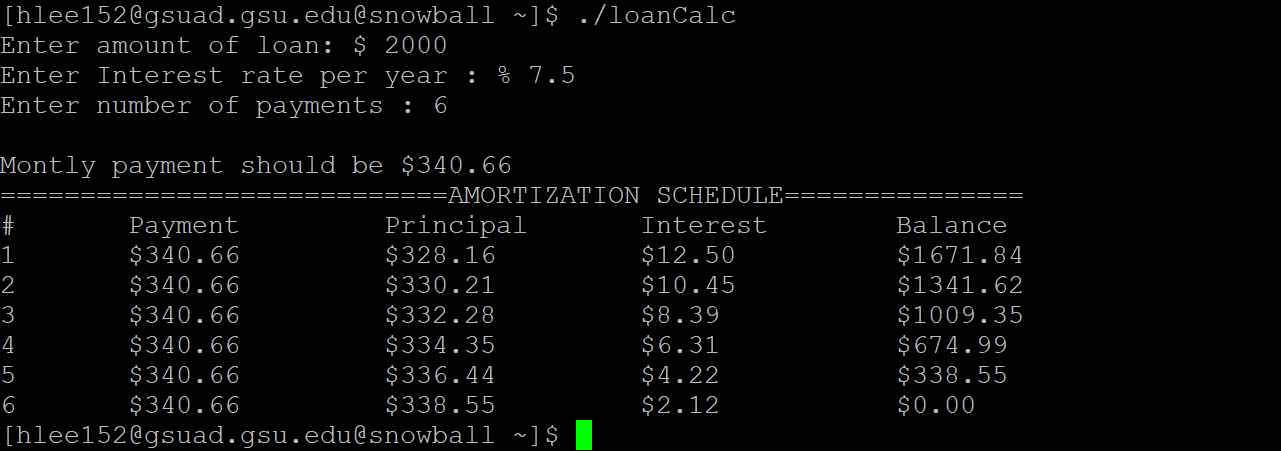 [hlee152@gsuad.gsu.edu@snowball ~]$ ./loanCalc
Enter amount of loan: $ 2000
Enter Interest rate per year : % 7.5
Enter number of payments : 6
Montly payment should be $340.66
============================AMORTIZATION SCHEDULE===============
#       Payment         Principal       Interest        Balance
1       $340.66         $328.16         $12.50          $1671.84
2       $340.66         $330.21         $10.45          $1341.62
3       $340.66         $332.28         $8.39           $1009.35
4       $340.66         $334.35         $6.31           $674.99
5       $340.66         $336.44         $4.22           $338.55
6       $340.66         $338.55         $2.12           $0.00
[hlee152@gsuad.gsu.edu@snowball ~]$